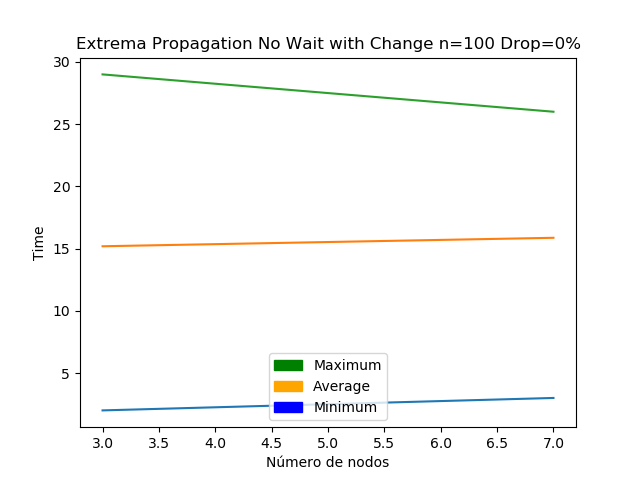 Extrema Propagation No Wait with Change n=100 Drop=0%
30
25
20
15
10
5
Time
Maximum
Average
Minimum
3.0 3.5 4.0 4.5 5.0 5.5 6.0 6.5 7.0
Número de nodos